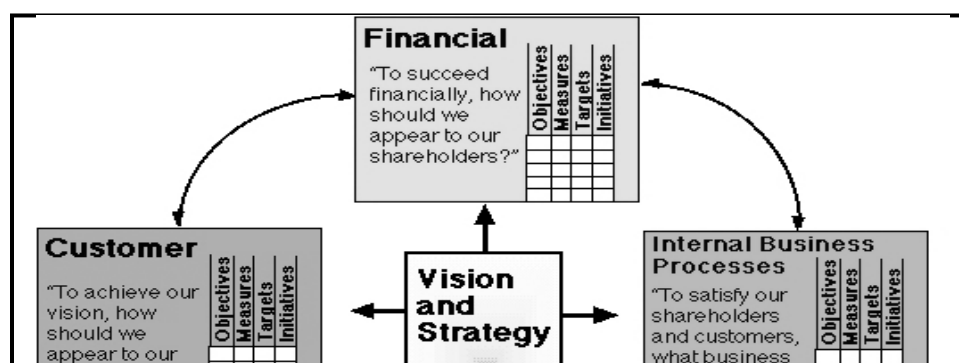 Financial
“To succeed
financially, how
should we
appear to our
shareholders?”
Objectives
Measures
Targets
Initiatives
Customer
“To achieve our
vision, how
should we
appear to our
Objectives
Measures
Targets
Initiatives
Vision
and
Strategy
Internal Business
Processes
“To satisfy our
shareholders
and customers,
what business
Objectives
Measures
Targets
Initiatives